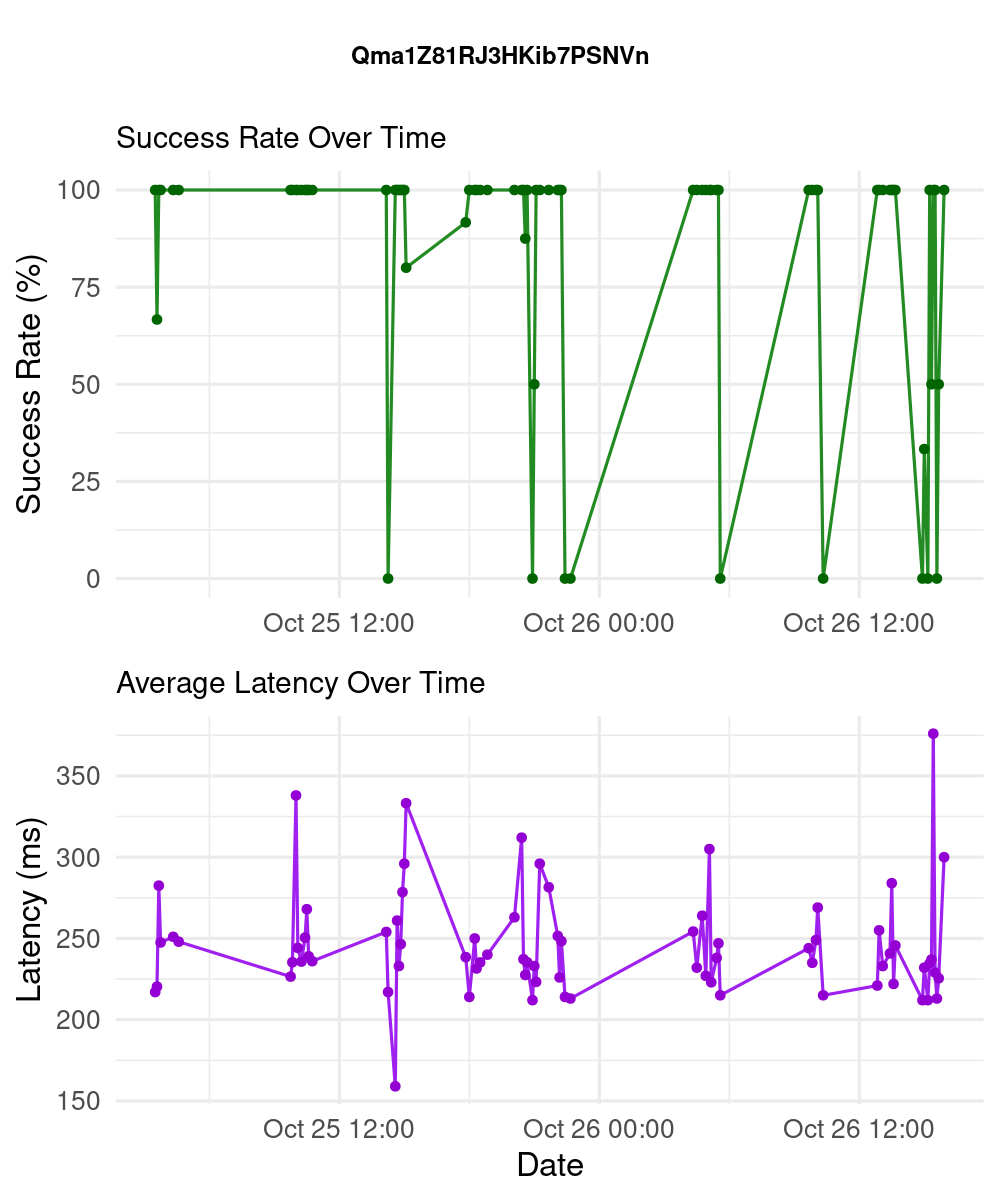 Qma1Z81RJ3HKib7PSNVn
Success Rate Over Time
Success Rate (%)
100
75
50
25
0
Oct 25 12:00 Oct 26 00:00 Oct 26 12:00
Average Latency Over Time
Latency (ms)
350
300
250
200
150
Oct 25 12:00 Oct 26 00:00 Oct 26 12:00
Date